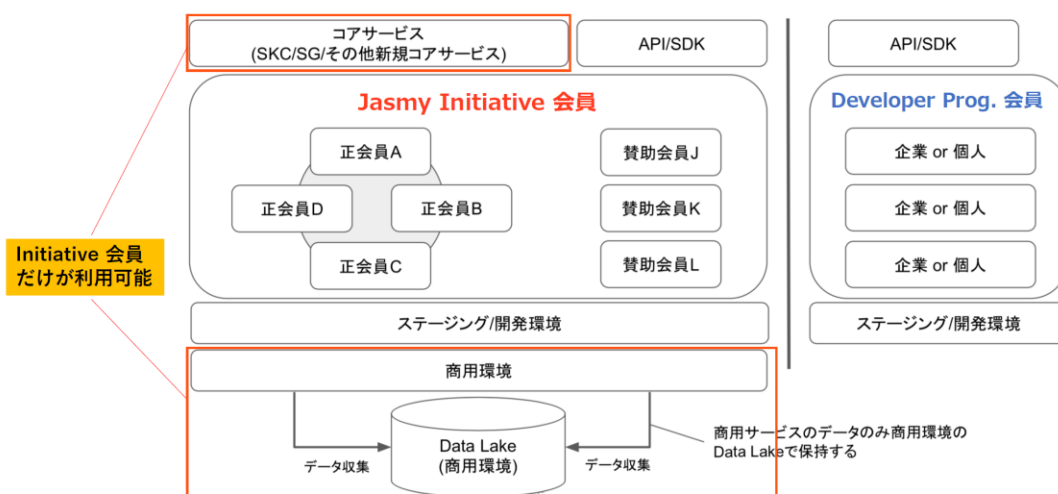 コアサービス
(SKC/SG/その他新規コアサービス)
API/SDK
API/SDK
Jasmy Initiative 会員
Developer Prog. 会員
正会員A
正会員D
正会員B
正会員C
賛助会員J
賛助会員K
賛助会員L
企業 or 個人
企業 or 個人
企業 or 個人
Initiative 会員
だけが利用可能
ステージング/開発環境
ステージング/開発環境
商用環境
Data Lake
(商用環境)
データ収集
データ収集
商用サービスのデータのみ商用環境の
Data Lakeで保持する